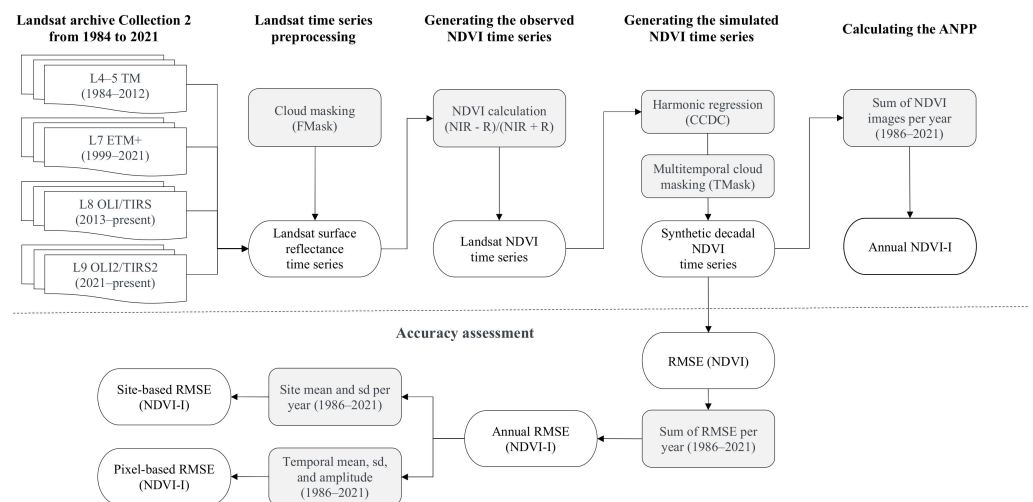 Landsat archive Collection 2
from 1984 to 2021
L4–5 TM
(1984–2012)
L7 ETM+
(1999–2021)
L8 OLI/TIRS
(2013–present)
L9 OLI2/TIRS2
(2021–present)
Landsat time series
preprocessing
Cloud masking
(FMask)
Landsat surface
reflectance
time series
Generating the observed
NDVI time series
NDVI calculation
(NIR - R)/(NIR + R)
Landsat NDVI
time series
Generating the simulated
NDVI time series
Harmonic regression
(CCDC)
Multitemporal cloud
masking (TMask)
Synthetic decadal
NDVI
time series
Calculating the ANPP
Sum of NDVI
images per year
(1986–2021)
Annual NDVI-I
Accuracy assessment
RMSE (NDVI)
Sum of RMSE per
year (1986–2021)
Annual RMSE
(NDVI-I)
Site mean and sd per
year (1986–2021)
Site-based RMSE
(NDVI-I)
Temporal mean, sd,
and amplitude
(1986–2021)
Pixel-based RMSE
(NDVI-I)